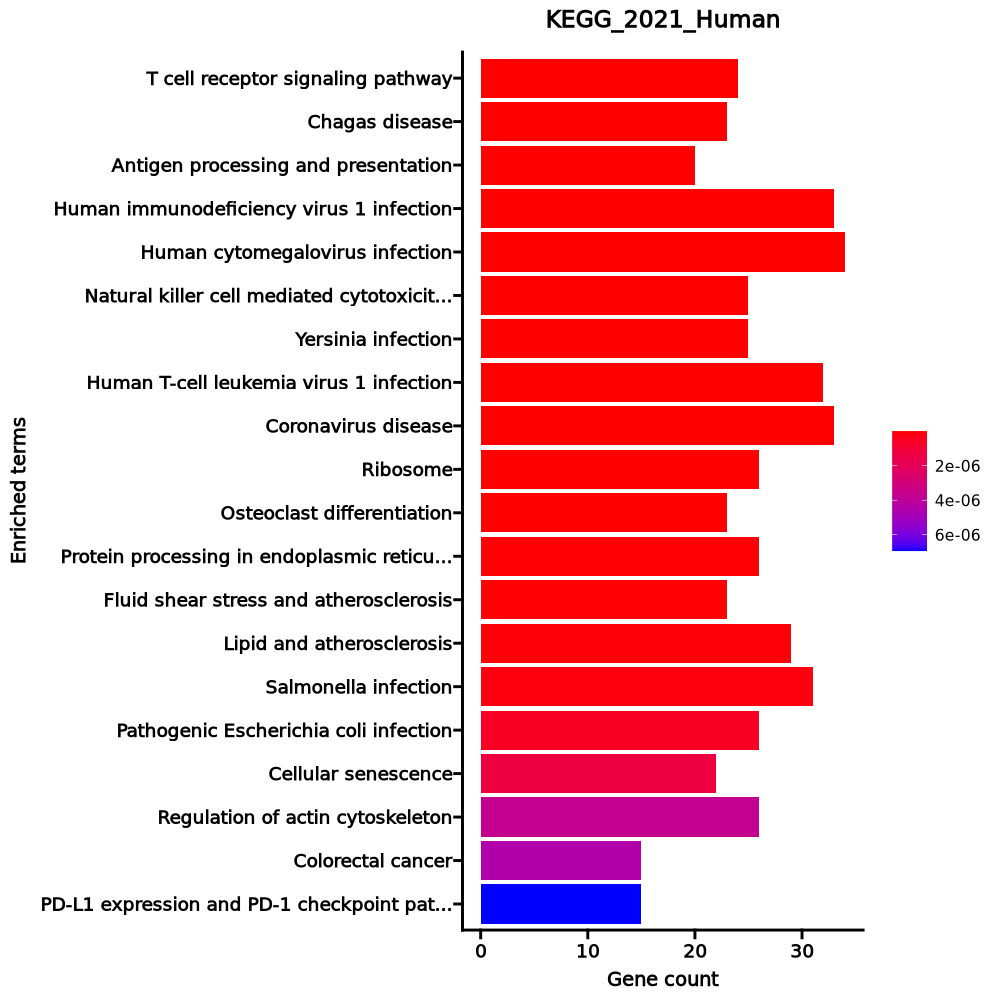 KEGG_2021_Human
T cell receptor signaling pathway
Chagas disease
Antigen processing and presentation
Human immunodeficiency virus 1 infection
Human cytomegalovirus infection
Natural killer cell mediated cytotoxicit...
Yersinia infection
Human T-cell leukemia virus 1 infection
Coronavirus disease
Ribosome
Osteoclast differentiation
Protein processing in endoplasmic reticu...
Fluid shear stress and atherosclerosis
Lipid and atherosclerosis
Salmonella infection
Pathogenic Escherichia coli infection
Cellular senescence
Regulation of actin cytoskeleton
Colorectal cancer
PD-L1 expression and PD-1 checkpoint pat...
Enriched terms
0 10 20 30
Gene count
2e-06
4e-06
6e-06